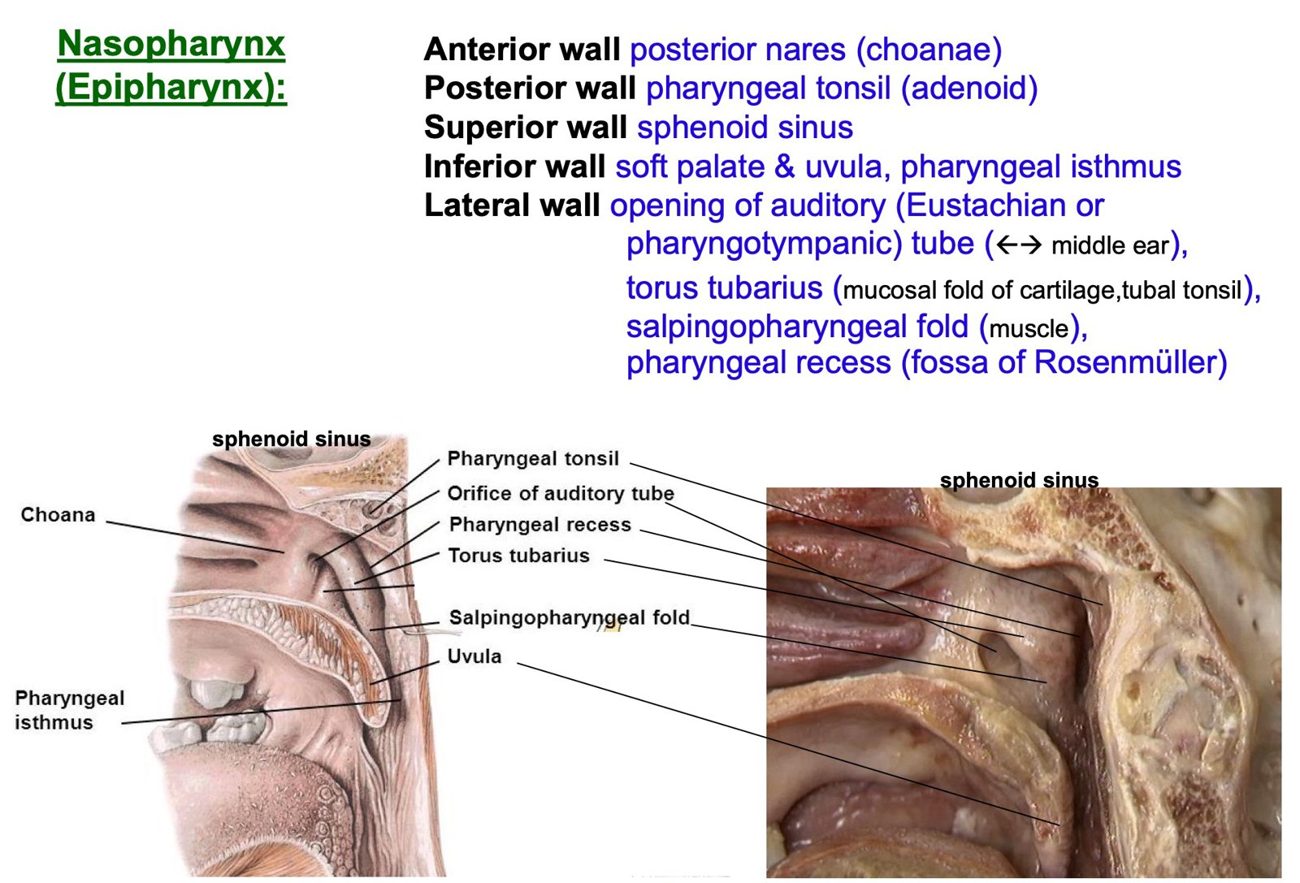 Nasopharynx
(Epipharynx):
Anterior wall posterior nares (choanae)
Posterior wall pharyngeal tonsil (adenoid)
Superior wall sphenoid sinus
Inferior wall soft palate & uvula, pharyngeal isthmus
Lateral wall opening of auditory (Eustachian or
pharyngotympanic) tube (←→ middle ear),
torus tubarius (mucosal fold of cartilage,tubal tonsil),
salpingopharyngeal fold (muscle),
pharyngeal recess (fossa of Rosenmüller)
sphenoid sinus
Pharyngeal tonsil
Orifice of auditory tube
Choana
Pharyngeal recess
Torus tubarius
Salpingopharyngeal fold
Uvula
Pharyngeal
isthmus
sphenoid sinus